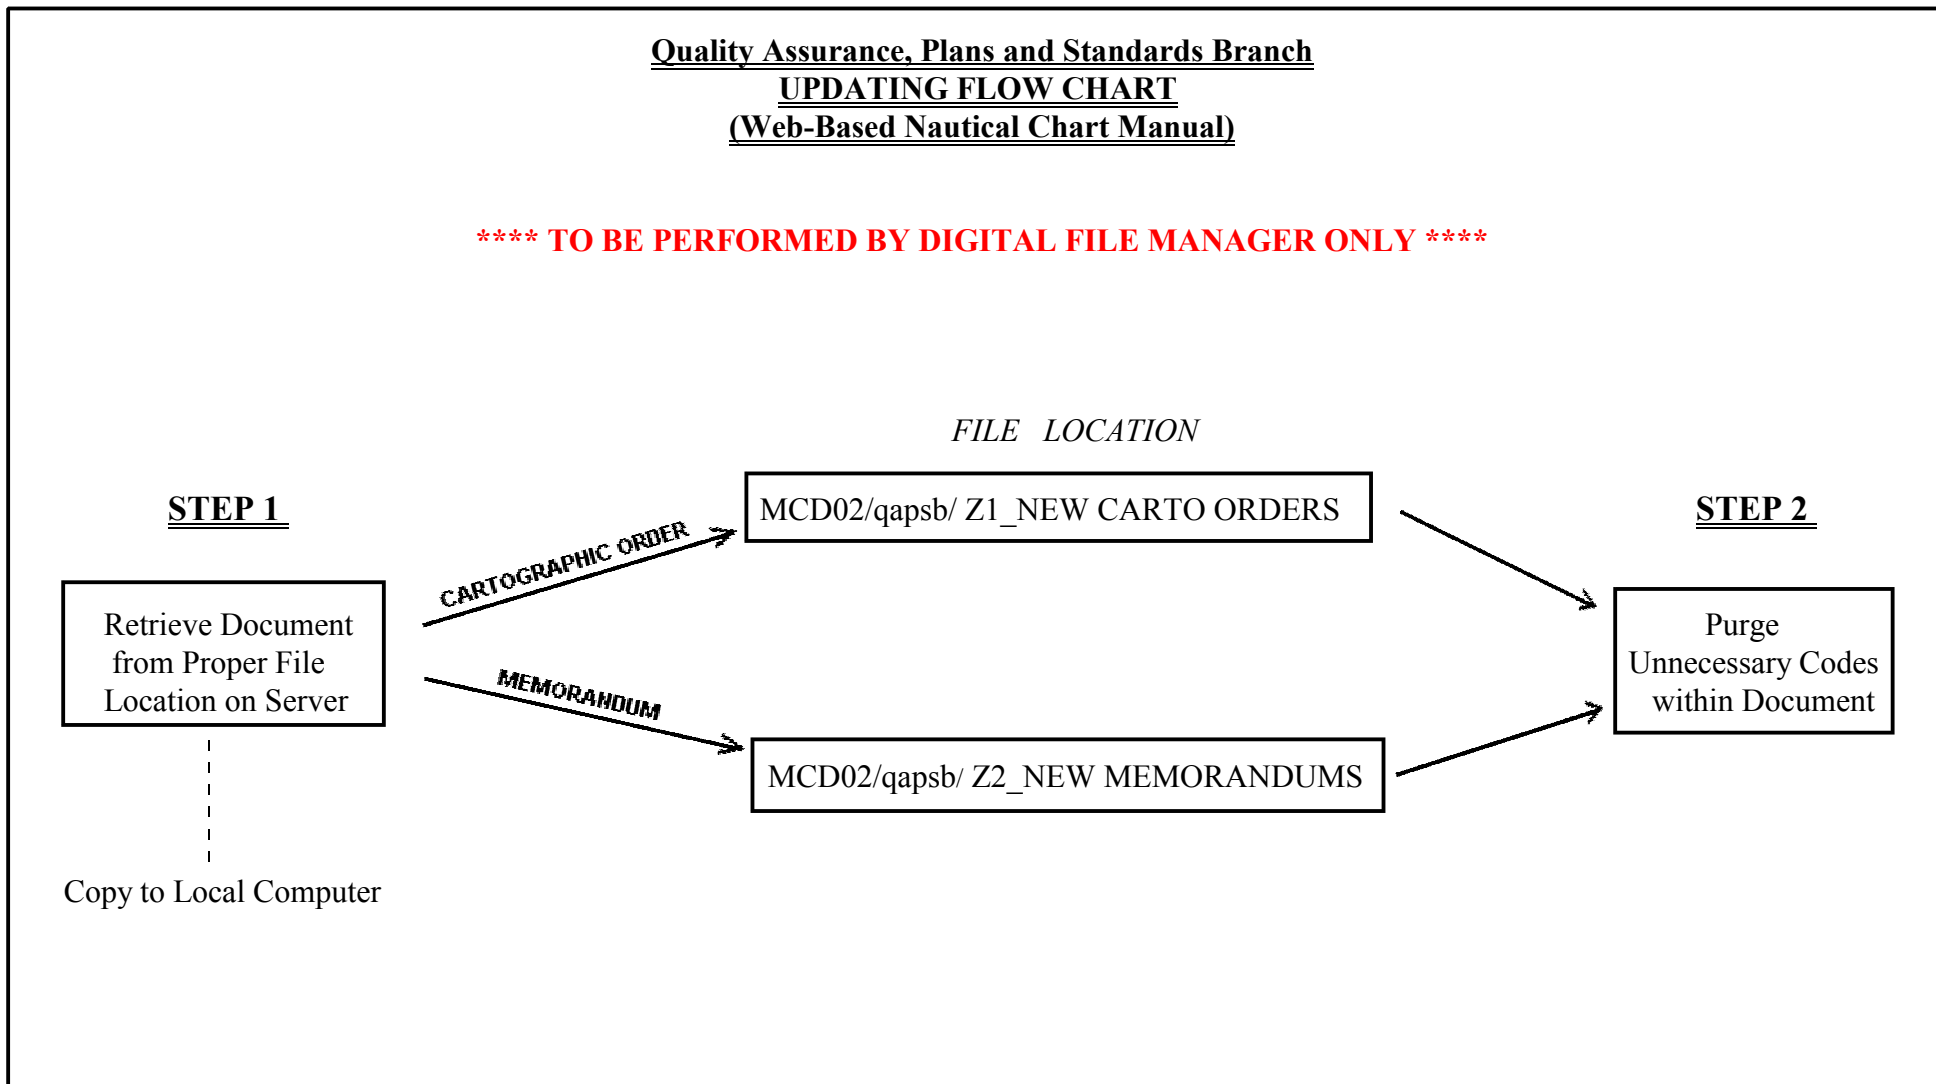 Quality Assurance, Plans and Standards Branch
UPDATING FLOW CHART
(Web-Based Nautical Chart Manual)
**** TO BE PERFORMED BY DIGITAL FILE MANAGER ONLY ****
FILE LOCATION
STEP 1
Retrieve Document
from Proper File
Location on Server
Copy to Local Computer
CARTOGRAPHIC ORDER
MCD02/qapsb/ Z1_NEW CARTO ORDERS
MEMORANDUM
MCD02/qapsb/ Z2_NEW MEMORANDUMS
STEP 2
Purge
Unnecessary Codes
within Document